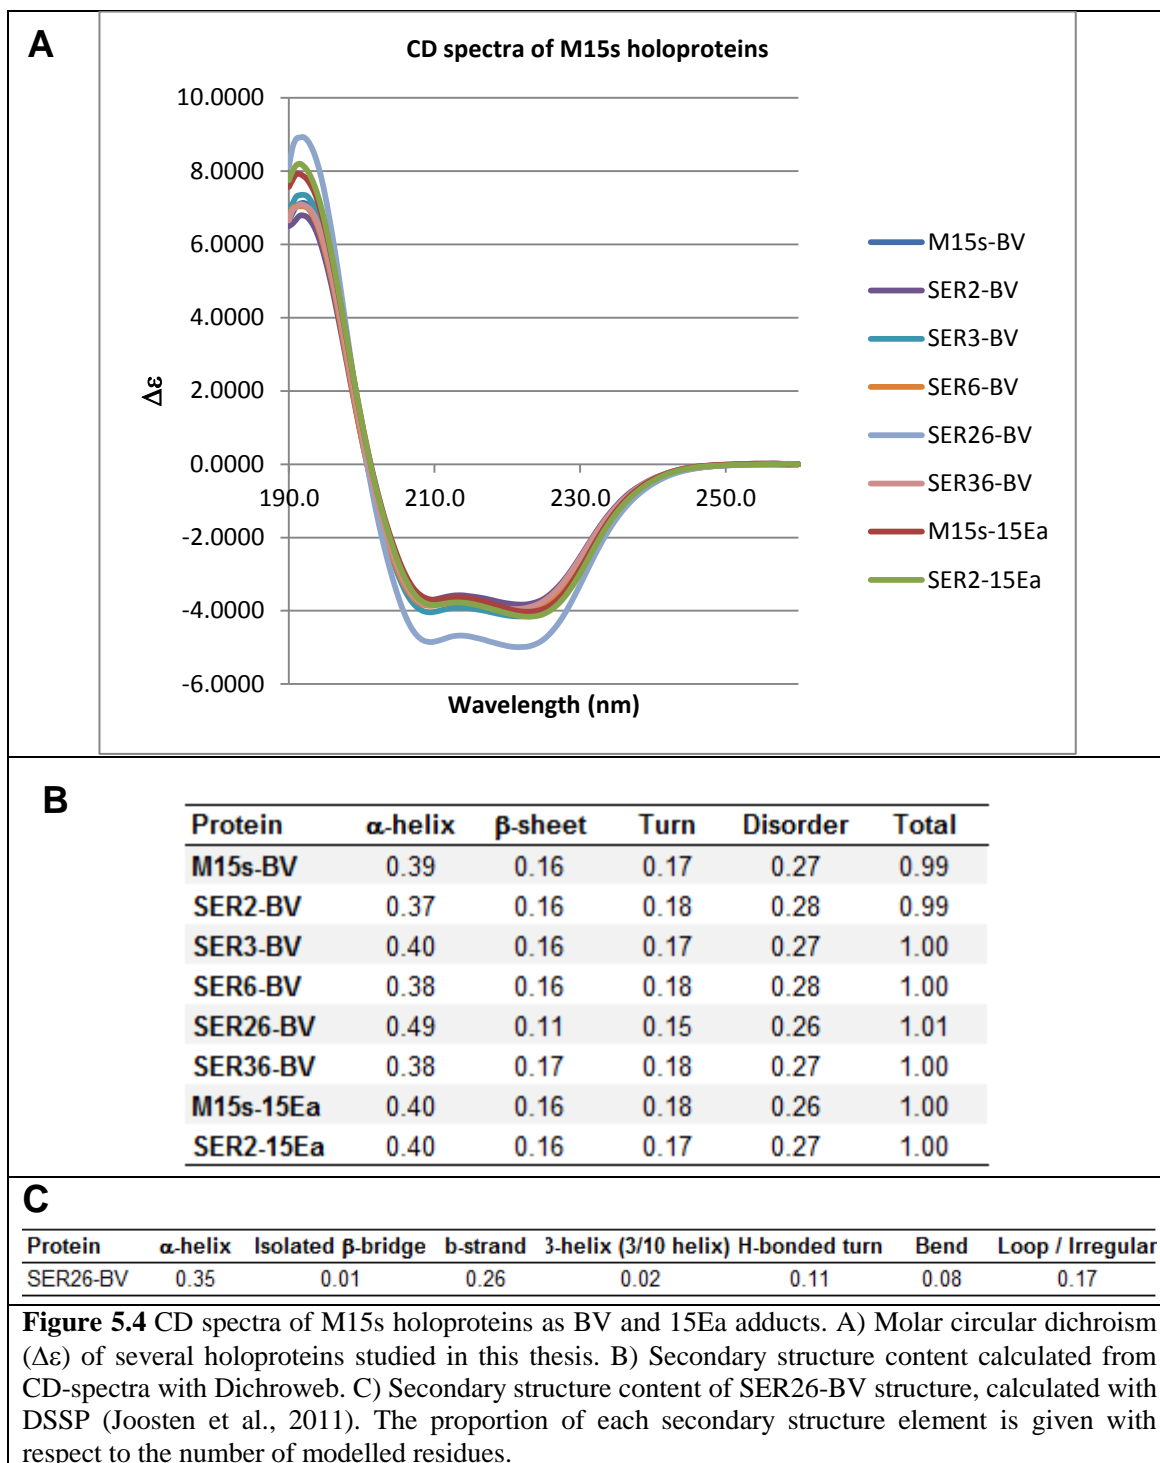 A
CD spectra of M15s holoproteins
10.0000
8.0000
6.0000
4.0000
2.0000
0.0000
-2.0000
-4.0000
-6.0000
Δε
190.0 210.0 230.0 250.0
Wavelength (nm)
M15s-BV
SER2-BV
SER3-BV
SER6-BV
SER26-BV
SER36-BV
M15s-15Ea
SER2-15Ea
B
Protein α-helix β-sheet Turn Disorder Total
M15s-BV 0.39 0.16 0.17 0.27 0.99
SER2-BV 0.37 0.16 0.18 0.28 0.99
SER3-BV 0.40 0.16 0.17 0.27 1.00
SER6-BV 0.38 0.16 0.18 0.28 1.00
SER26-BV 0.49 0.11 0.15 0.26 1.01
SER36-BV 0.38 0.17 0.18 0.27 1.00
M15s-15Ea 0.40 0.16 0.18 0.26 1.00
SER2-15Ea 0.40 0.16 0.17 0.27 1.00
C
Protein α-helix Isolated β-bridge b-strand 3-helix (3/10 helix) H-bonded turn Bend Loop / Irregular
SER26-BV 0.35 0.01 0.26 0.02 0.11 0.08 0.17
Figure 5.4 CD spectra of M15s holoproteins as BV and 15Ea adducts. A) Molar circular dichroism
(Δε) of several holoproteins studied in this thesis. B) Secondary structure content calculated from
CD-spectra with Dichroweb. C) Secondary structure content of SER26-BV structure, calculated with
DSSP (Joosten et al., 2011). The proportion of each secondary structure element is given with
respect to the number of modelled residues.